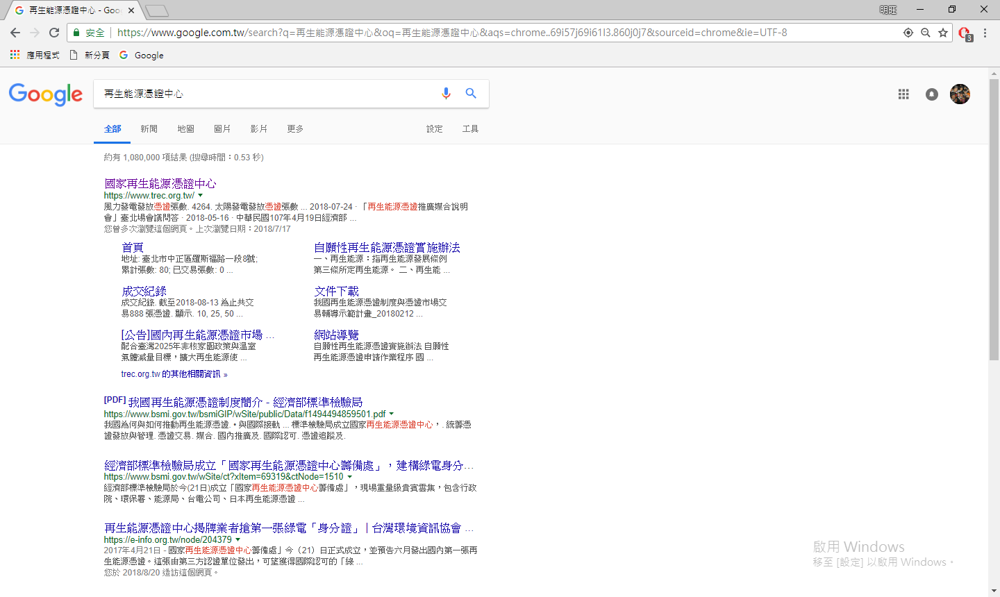 再生能源憑證中心 - Goo
明旺
安全 https://www.google.com.tw/search?q=再生能源憑證中心&oq=再生能源憑證中心&aqs=chrome..69i57j69i61l3.860j0j7&sourceid=chrome&ie=UTF-8
3
應用程式 新分頁 Google
Google 再生能源憑證中心
全部 新聞 地圖 圖片 影片 更多 設定 工具
約有 1,080,000 項結果 (搜尋時間：0.53 秒)
國家再生能源憑證中心
https://www.trec.org.tw/
風力發電發放憑證張數. 4264. 太陽發電發放憑證張數 ... 2018-07-24 · 「再生能源憑證推廣媒合說明
會」臺北場會議問答 · 2018-05-16 · 中華民國107年4月19日經濟部 ...
您曾多次瀏覽這個網頁。上次瀏覽日期：2018/7/17
首頁
地址: 臺北市中正區羅斯福路一段8號;
累計張數: 80; 已交易張數: 0 ...
自願性再生能源憑證實施辦法
一、再生能源：指再生能源發展條例
第三條所定再生能源。 二、再生能 ...
成交紀錄
成交紀錄. 截至2018-08-13 為止共交
易888 張憑證. 顯示. 10, 25, 50 ...
文件下載
我國再生能源憑證制度與憑證市場交
易輔導示範計畫_20180212 ...
[公告]國內再生能源憑證市場 ...
配合臺灣2025年非核家園政策與溫室
氣體減量目標，擴大再生能源使 ...
網站導覽
自願性再生能源憑證實施辦法 自願性
再生能源憑證申請作業程序 國 ...
trec.org.tw 的其他相關資訊 »
[PDF] 我國再生能源憑證制度簡介 - 經濟部標準檢驗局
https://www.bsmi.gov.tw/bsmiGIP/wSite/public/Data/f1494494859501.pdf
我國為何與如何推動再生能源憑證. • 與國際接軌 ... 標準檢驗局成立國家再生能源憑證中心，. 統籌憑
證發放與管理. 憑證交易. 媒合. 國內推廣及. 國際認可. 憑證追蹤及.
經濟部標準檢驗局成立「國家再生能源憑證中心籌備處」，建構綠電身分...
https://www.bsmi.gov.tw/wSite/ct?xItem=69319&ctNode=1510
經濟部標準檢驗局於今(21日)成立「國家再生能源憑證中心籌備處」，現場重量級貴賓雲集，包含行政
院、環保署、能源局、台電公司、日本再生能源憑證 ...
再生能源憑證中心揭牌業者搶第一張綠電「身分證」| 台灣環境資訊協會 ...
https://e-info.org.tw/node/204379
2017年4月21日 - 國家再生能源憑證中心籌備處」今（21）日正式成立，並預告六月發出國內第一張再
生能源憑證。這張由第三方認證單位發出，可望獲得國際認可的「綠 ...
您於 2018/8/20 造訪這個網頁。
啟用 Windows
移至 [設定] 以啟用 Windows。